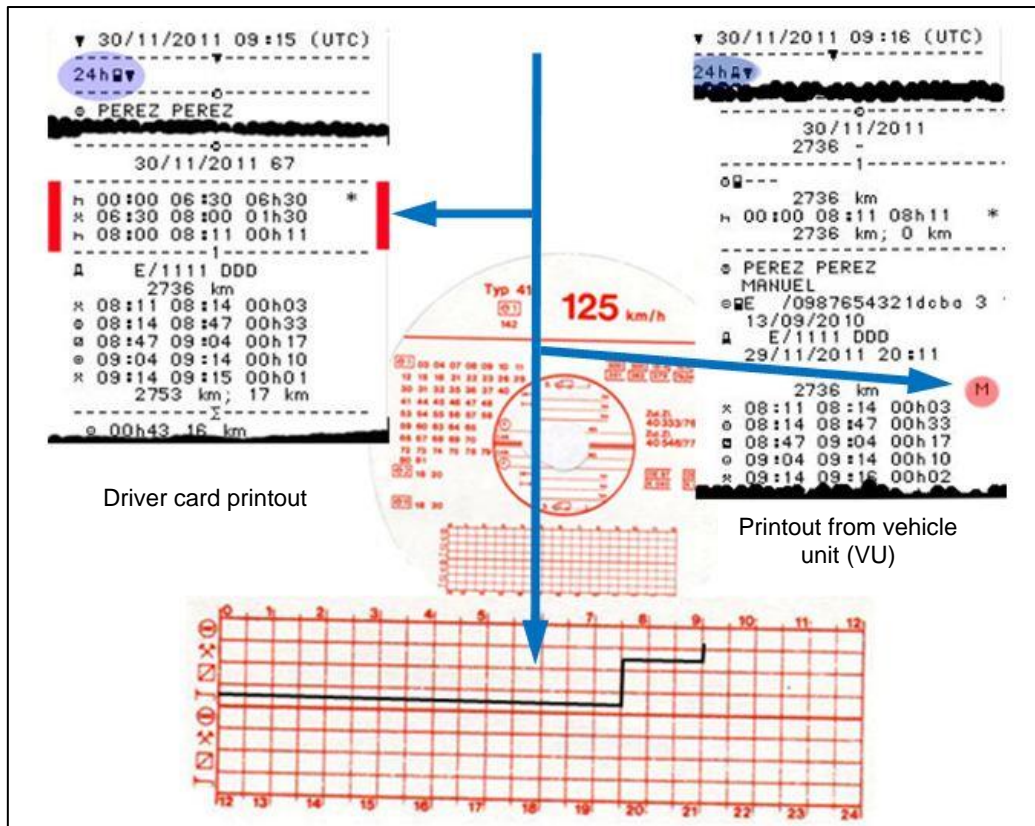 ▼ 30/11/2011 09:15 (UTC)
24h ▼
PEREZ PEREZ
30/11/2011 67
00:00 06:30 06h30 *
06:30 08:00 01h30
08:00 08:11 00h11
1
E/1111 DDD
2736 km
08:11 08:14 00h03
08:14 08:47 00h33
08:47 09:04 00h17
09:04 09:14 00h10
09:14 09:15 00h01
2753 km; 17 km
Σ
00h43 16 km
Driver card printout
▼ 30/11/2011 09:16 (UTC)
24h ▼
30/11/2011
2736 -
1
---
2736 km
00:00 08:11 08h11 *
2736 km; 0 km
PEREZ PEREZ
MANUEL
E /0987654321dcba 3
13/09/2010
E/1111 DDD
29/11/2011 20:11
2736 km
M
08:11 08:14 00h03
08:14 08:47 00h33
08:47 09:04 00h17
09:04 09:14 00h10
09:14 09:16 00h02
Printout from vehicle
unit (VU)
Typ 41
125 km/h
142
0 1 2 3 4 5 6 7 8 9 10 11 12
12 13 14 15 16 17 18 19 20 21 22 23 24